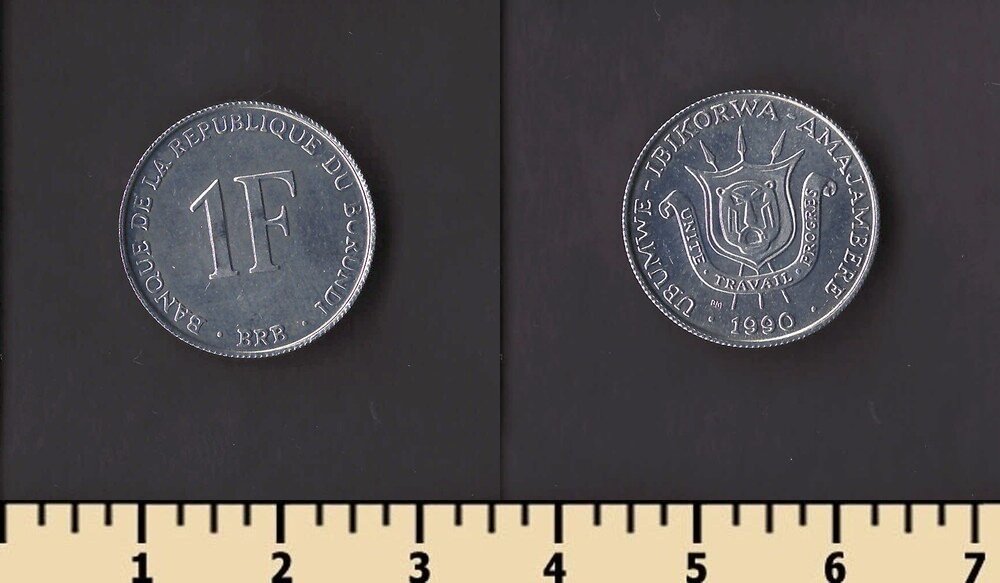 BANQUE DE LA REPUBLIQUE DU BURUNDI
1F
· BRB ·
UBUMWE - IBIKORWA - AMAJAMBERE
UNITE · TRAVAIL · PROGRES
PM
· 1990 ·
1 2 3 4 5 6 7